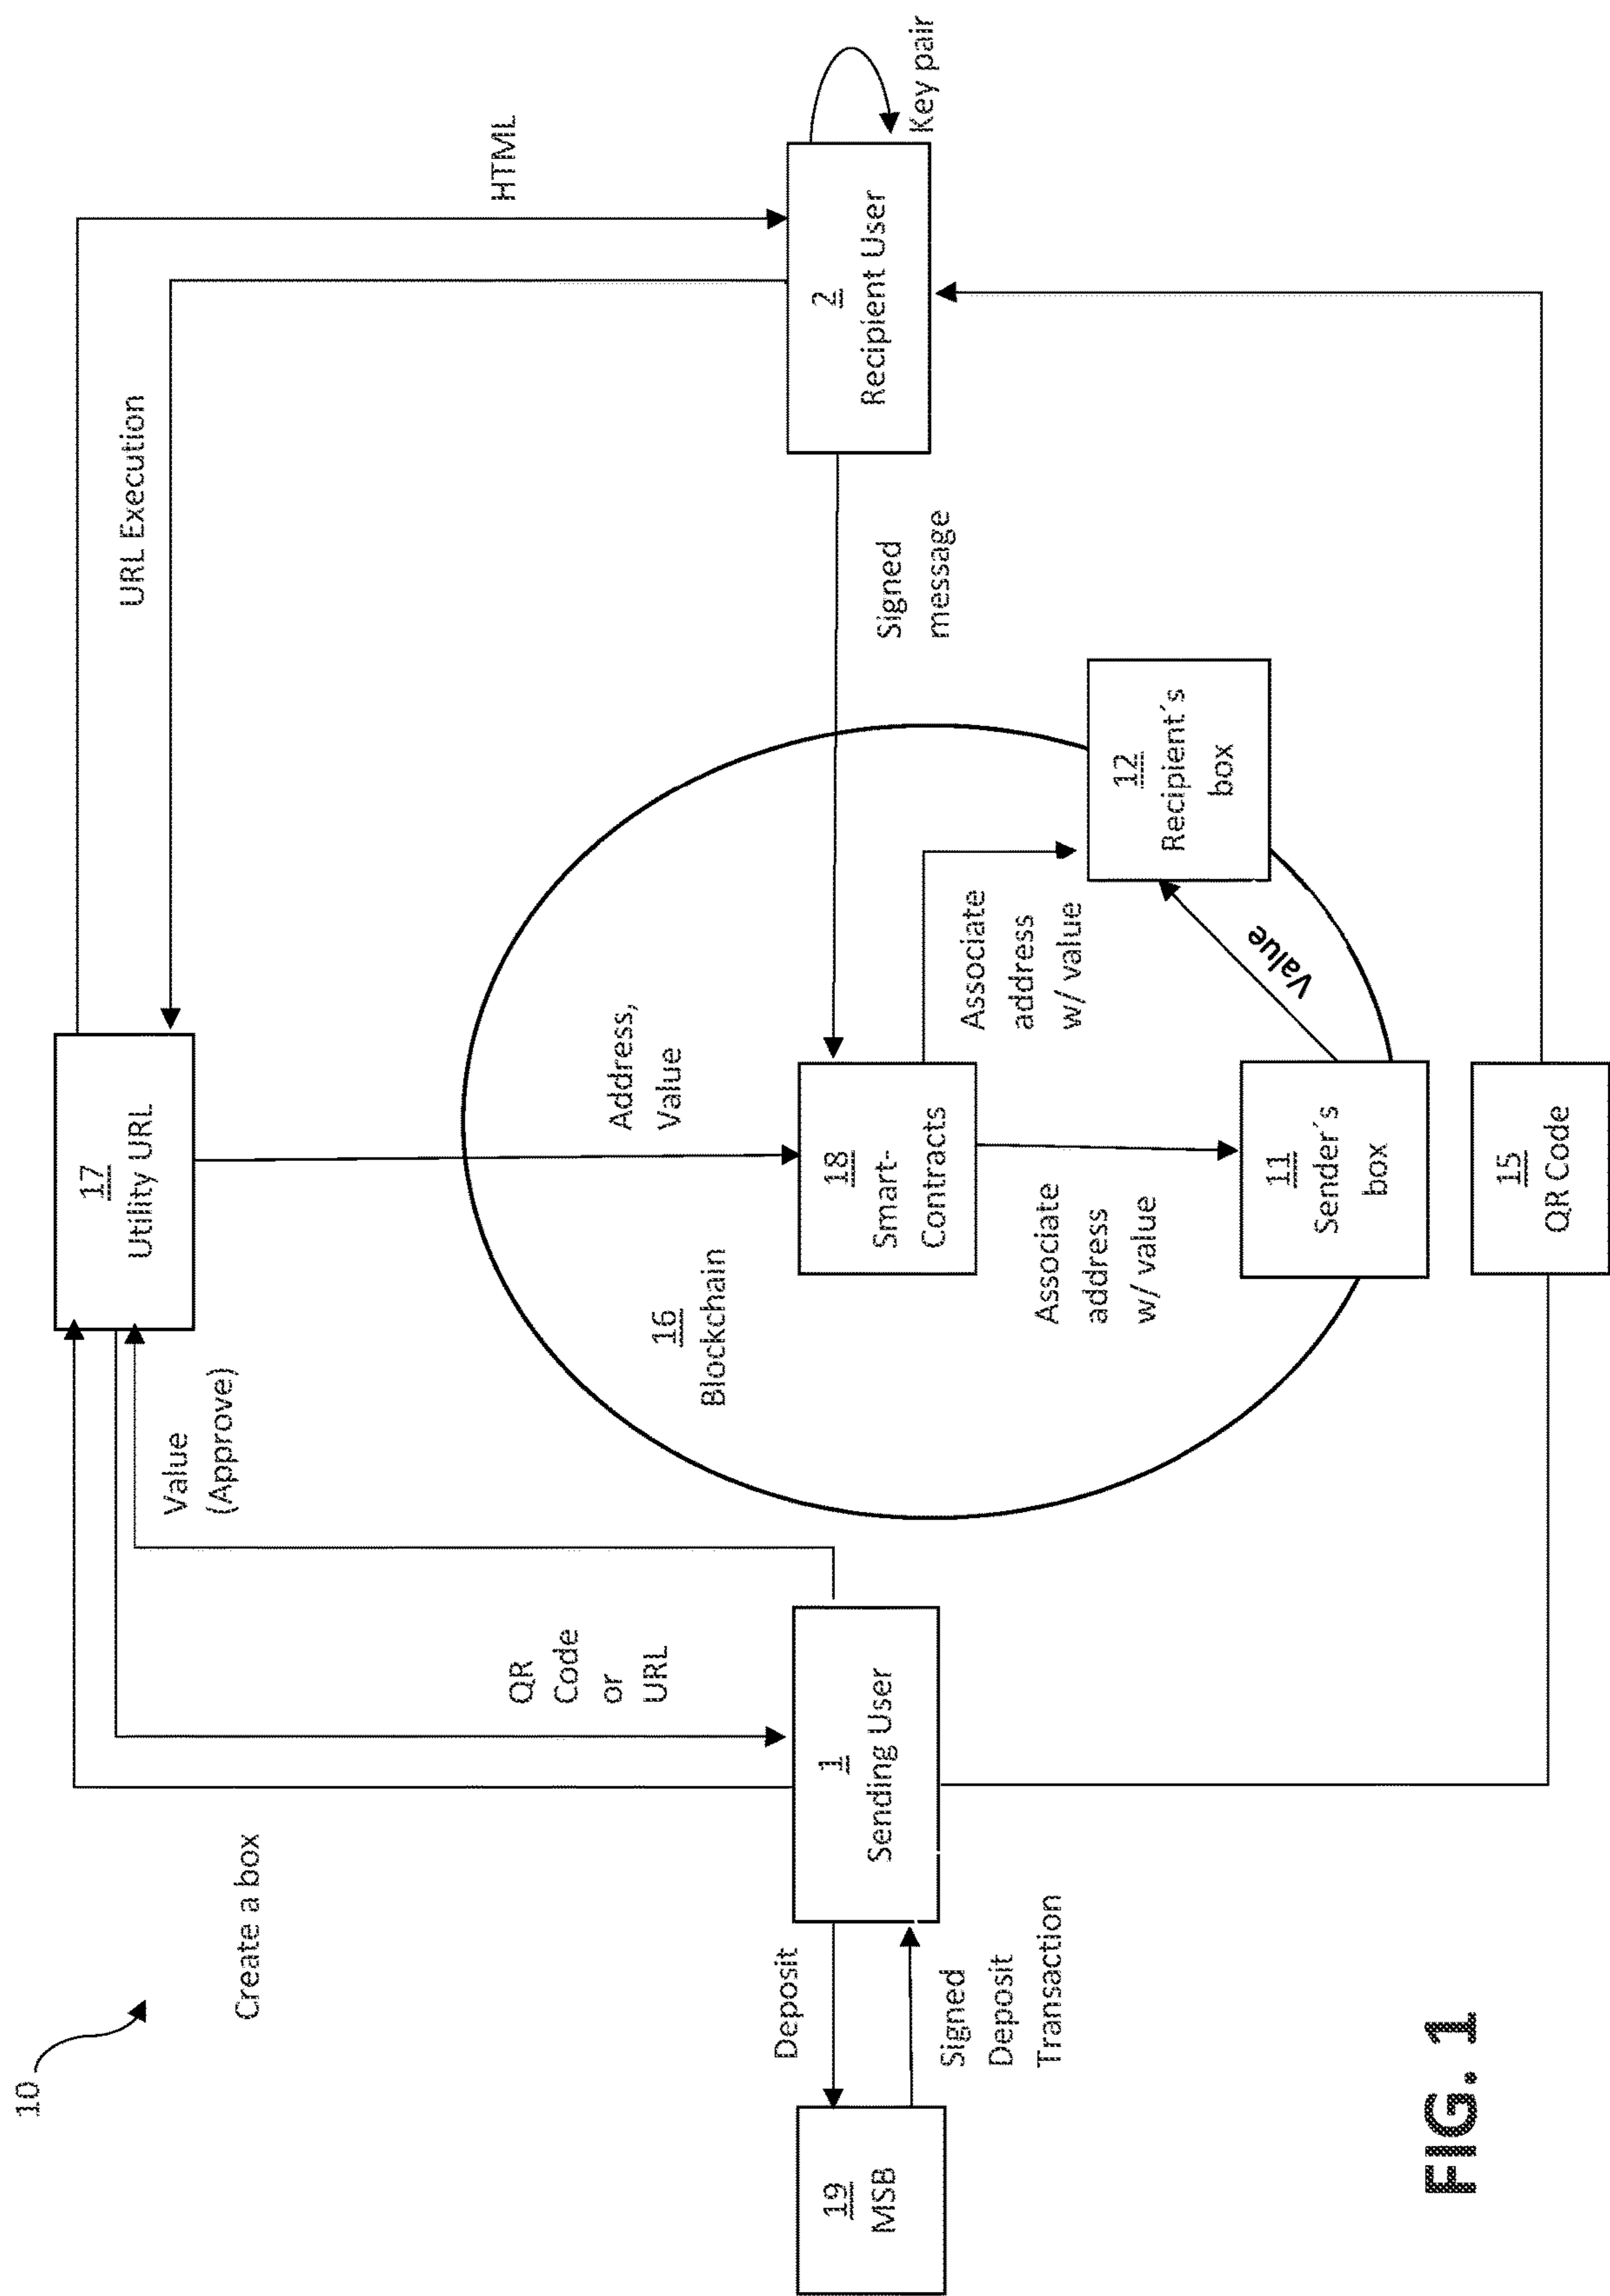 10
Create a box
17
Utility URL
URL Execution
HTML
Value
(Approve)
QR
Code
or
URL
Address,
Value
16
Blockchain
19
MSB
Deposit
Signed
Deposit
Transaction
1
Sending User
18
Smart-
Contracts
Associate
address
w/ value
Associate
address
w/ value
Signed
message
2
Recipient User
Key pair
11
Sender´s
box
Value
12
Recipient´s
box
15
QR Code
FIG. 1